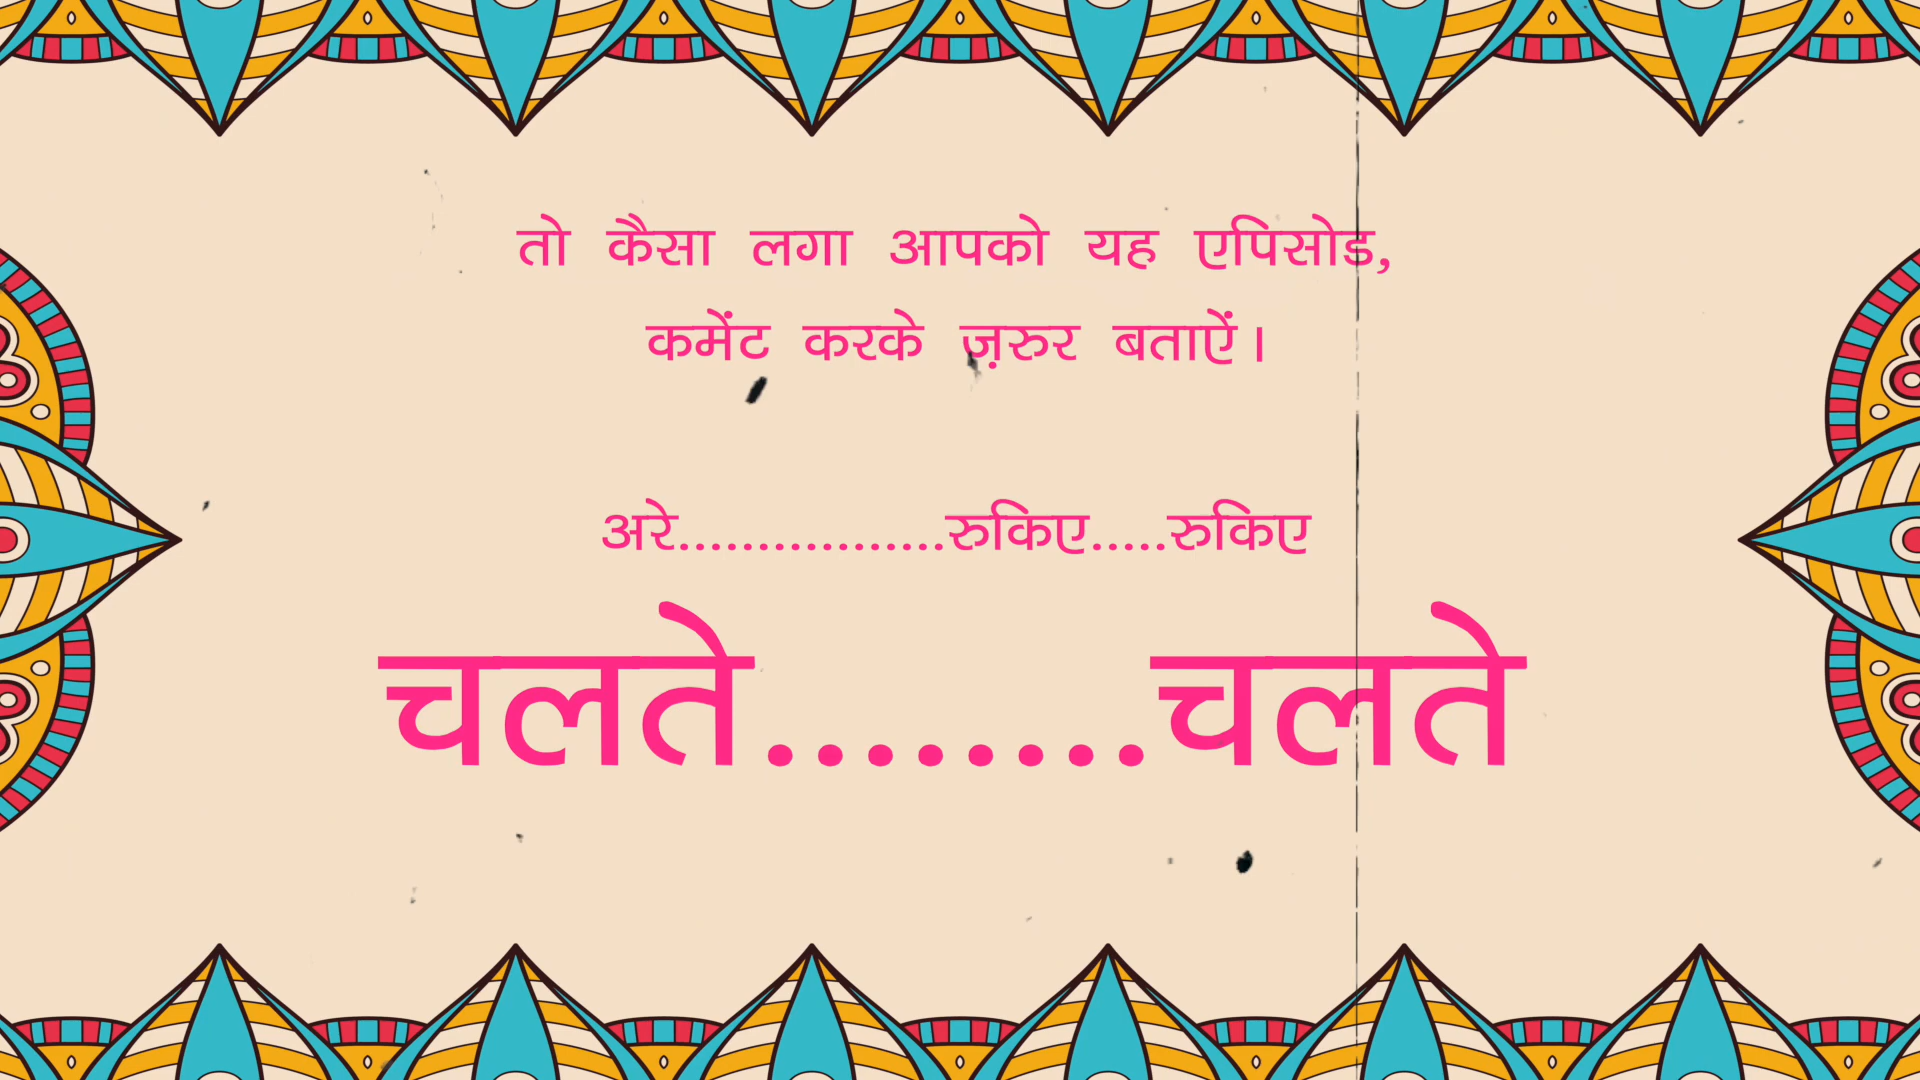 तो कैसा लगा आपको यह एपिसोड,
कमेंट करके ज़रुर बताऐं।
अरे.................रुकिए.....रुकिए
चलते........चलते